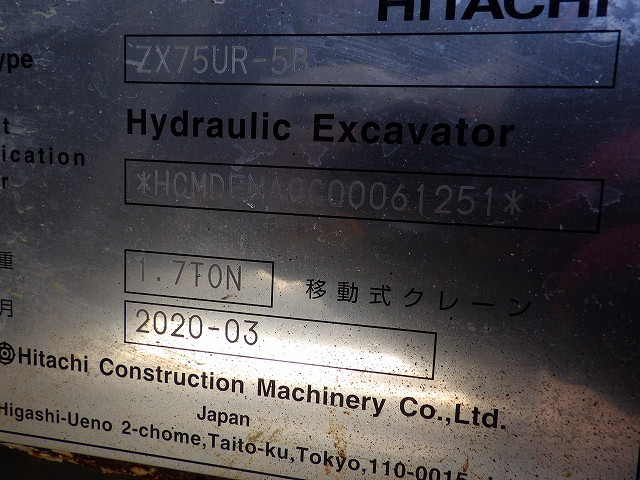 HITACHI
ype
ZX75UR-5B
Hydraulic Excavator
t
ication
r
重
1.7TON
移動式クレーン
月
2020-03
Hitachi Construction Machinery Co.,Ltd.
Japan
Higashi-Ueno 2-chome,Taito-ku,Tokyo,110-0015